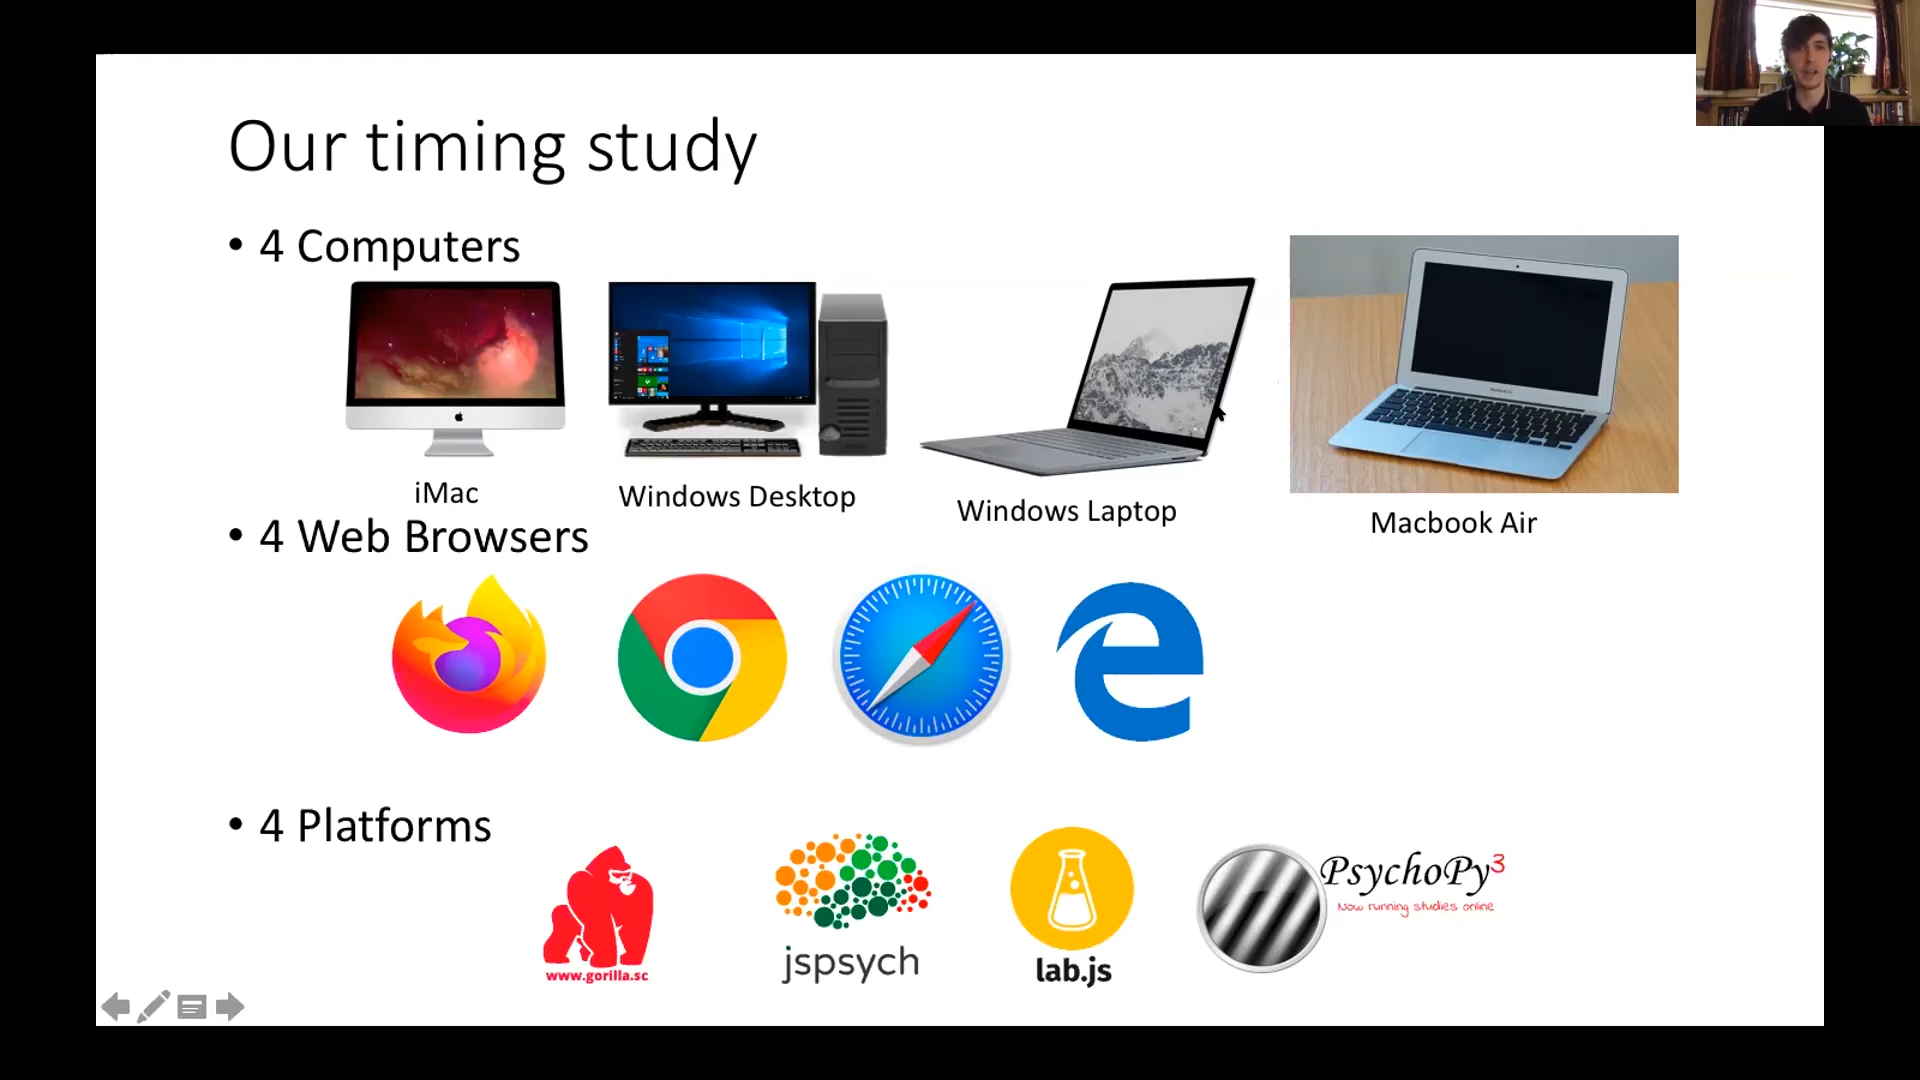 Our timing study
• 4 Computers
iMac
Windows Desktop
Windows Laptop
Macbook Air
• 4 Web Browsers
• 4 Platforms
www.gorilla.sc
jspsych
lab.js
PsychoPy3
Now running studies online